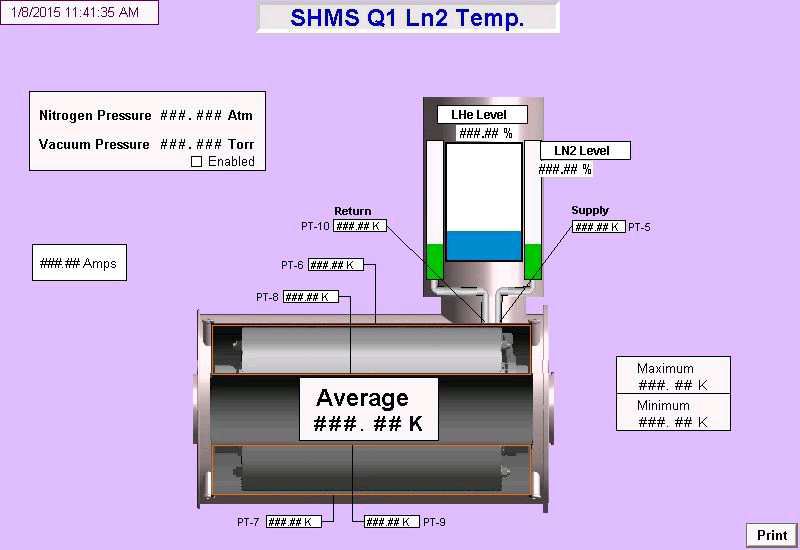 1/8/2015 11:41:35 AM
SHMS Q1 Ln2 Temp.
Nitrogen Pressure ###.### Atm
Vacuum Pressure ###.### Torr
Enabled
LHe Level
###.## %
LN2 Level
###.## %
Return
PT-10 ###.## K
Supply
###.## K PT-5
###.## Amps
PT-6 ###.## K
PT-8 ###.## K
Average
###.## K
Maximum
###.## K
Minimum
###.## K
PT-7 ###.## K
###.## K PT-9
Print